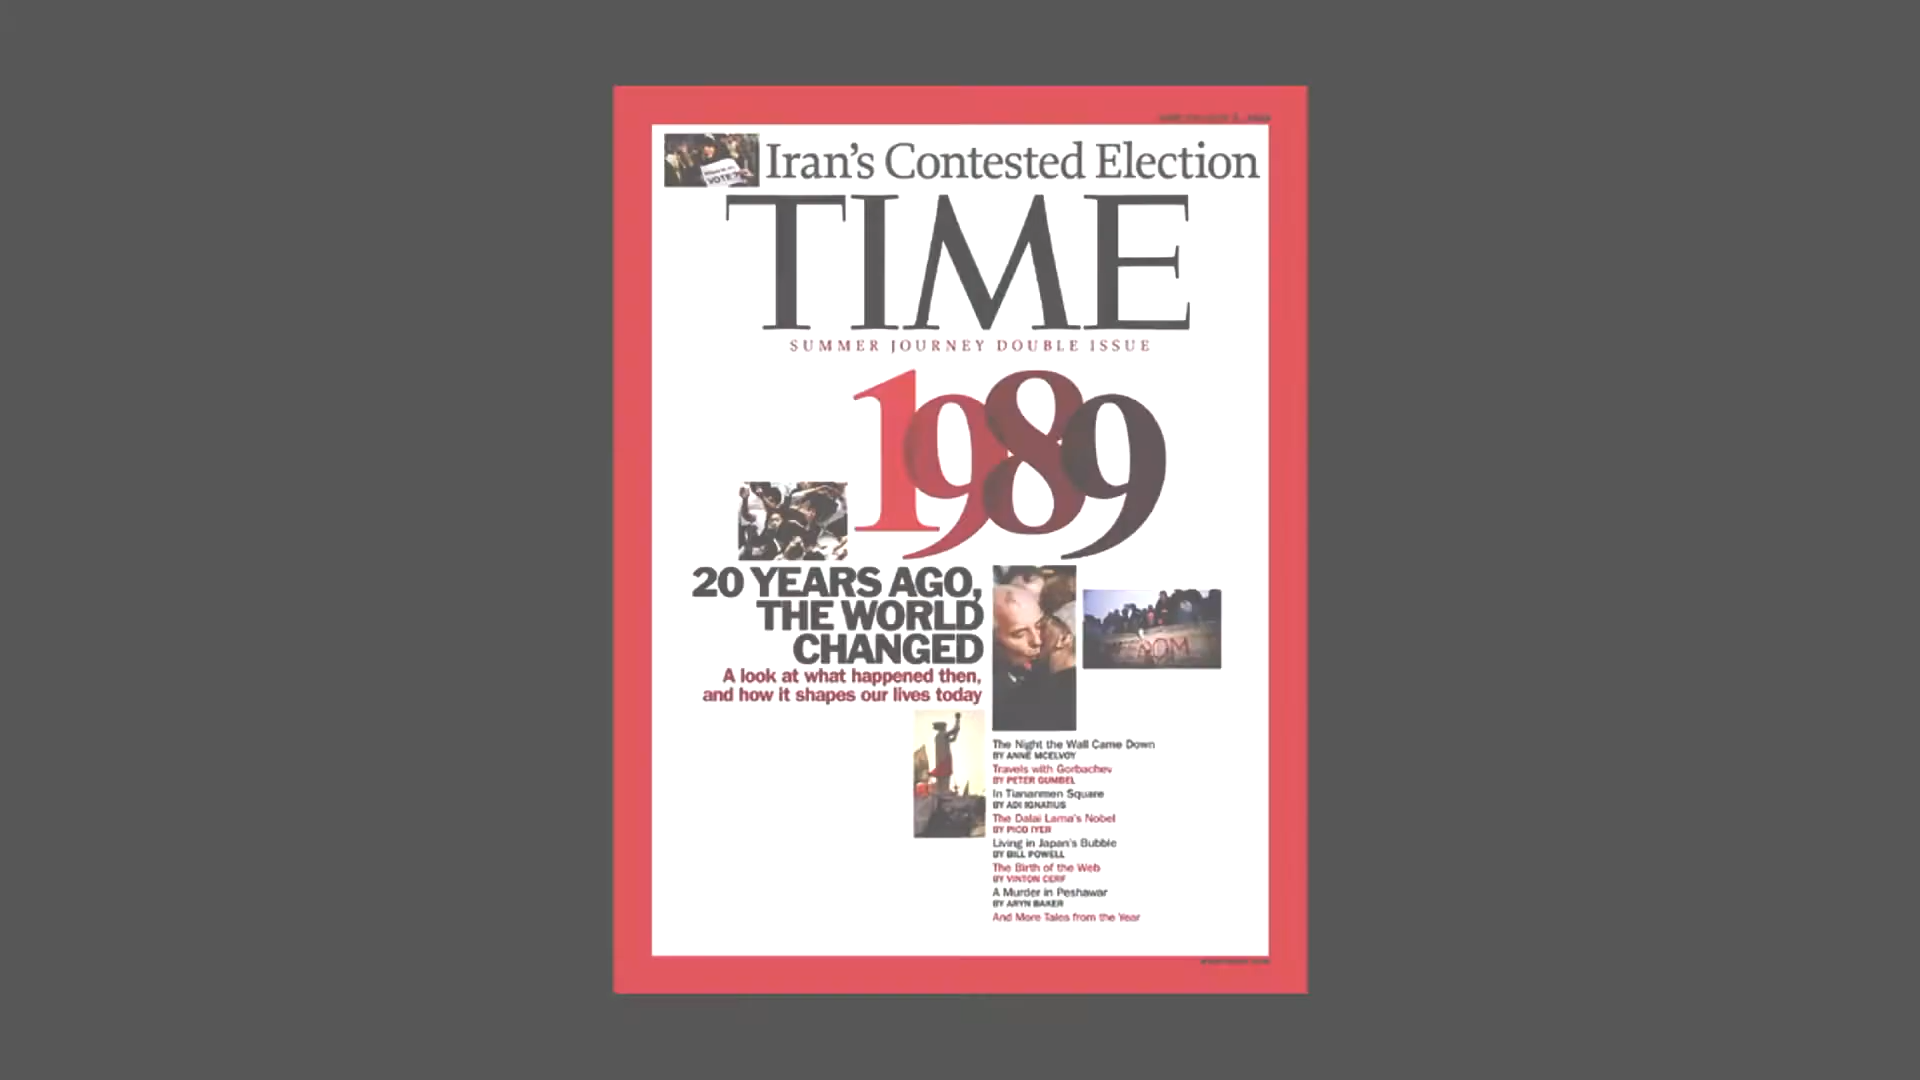 Iran's Contested Election
VOTE?
TIME
SUMMER JOURNEY DOUBLE ISSUE
1989
20 YEARS AGO,
THE WORLD
CHANGED
A look at what happened then,
and how it shapes our lives today
The Night the Wall Came Down
BY ANNE MCELVOY
Travels with Gorbachev
BY PETER GUMBEL
In Tiananmen Square
BY ADI IGNATIUS
The Dalai Lama's Nobel
BY PICO IYER
Living in Japan's Bubble
BY BILL POWELL
The Birth of the Web
BY VINTON CERF
A Murder in Peshawar
BY ARYN BAKER
And More Tales from the Year